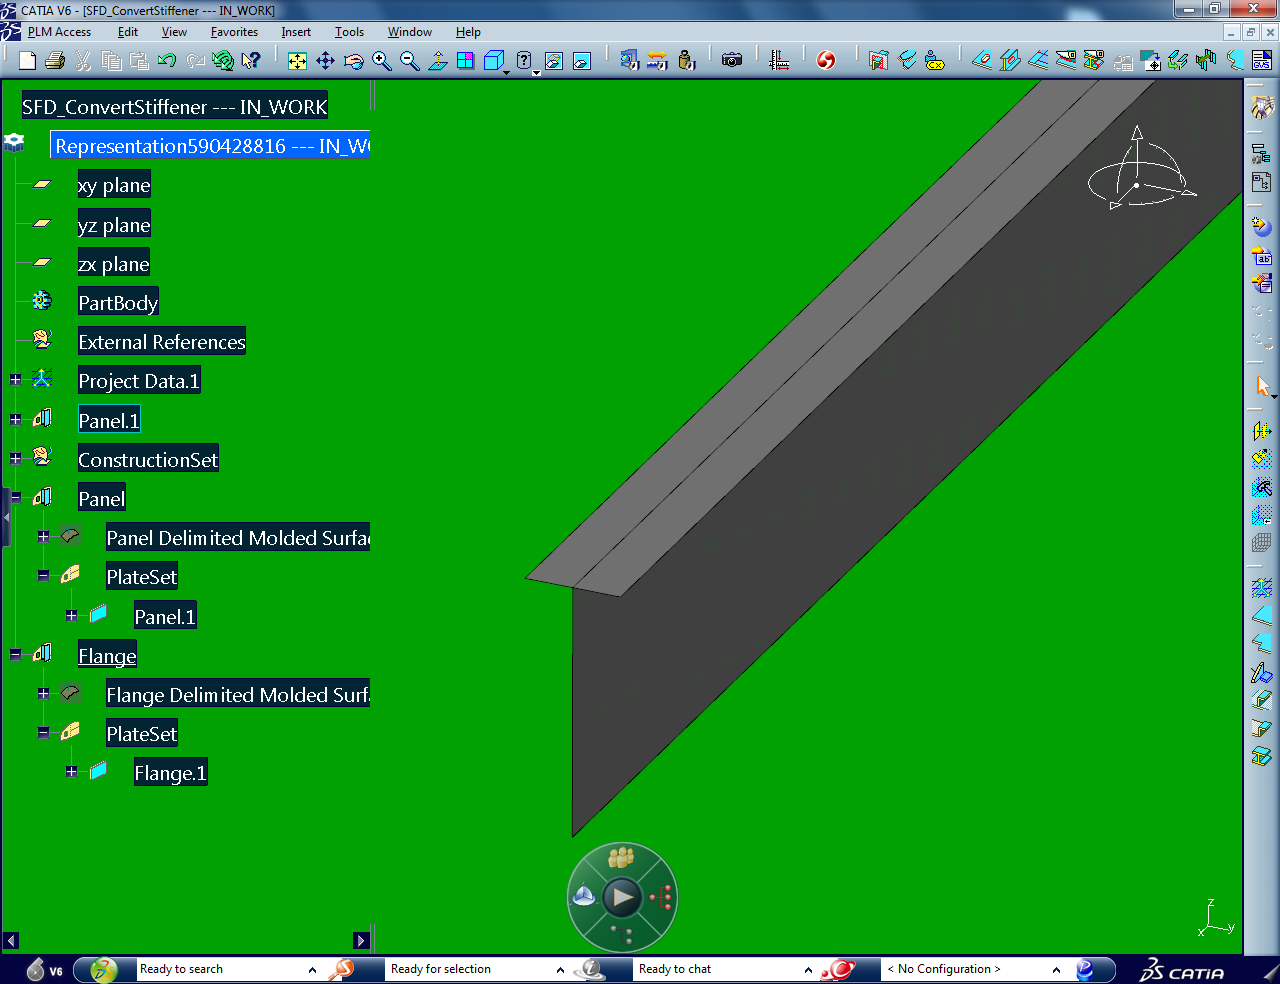 CATIA V6 - [SFD_ConvertStiffener --- IN_WORK]
PLM Access Edit View Favorites Insert Tools Window Help
SFD_ConvertStiffener --- IN_WORK
Representation590428816 --- IN_W
xy plane
yz plane
zx plane
PartBody
External References
Project Data.1
Panel.1
ConstructionSet
Panel
Panel Delimited Molded Surfa
PlateSet
Panel.1
Flange
Flange Delimited Molded Surf
PlateSet
Flange.1
z
x y
V6 Ready to search Ready for selection Ready to chat < No Configuration > CATIA